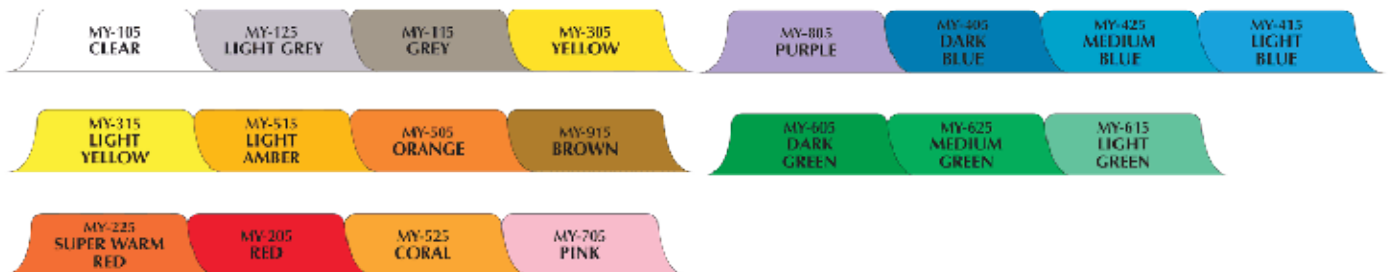 MY-105
CLEAR
MY-125
LIGHT GREY
MY-115
GREY
MY-305
YELLOW
MY-805
PURPLE
MY-405
DARK
BLUE
MY-425
MEDIUM
BLUE
MY-415
LIGHT
BLUE
MY-315
LIGHT
YELLOW
MY-515
LIGHT
AMBER
MY-505
ORANGE
MY-915
BROWN
MY-605
DARK
GREEN
MY-625
MEDIUM
GREEN
MY-615
LIGHT
GREEN
MY-225
SUPER WARM
RED
MY-205
RED
MY-525
CORAL
MY-705
PINK